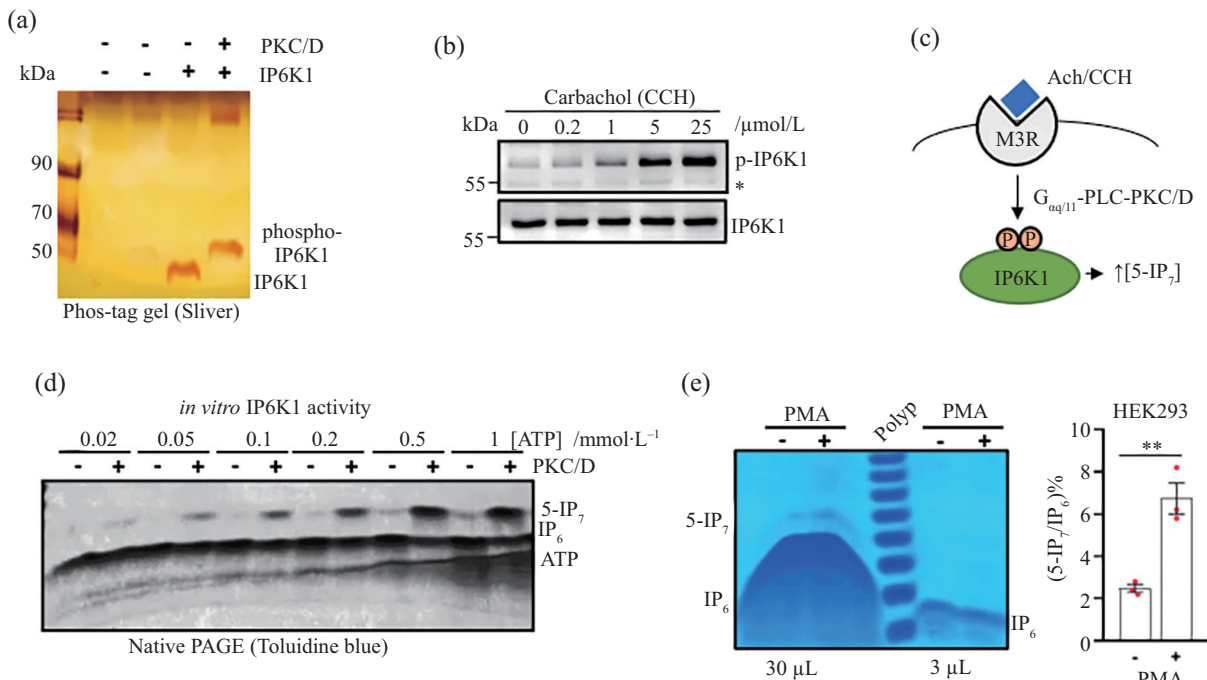 (a)
- - - + PKC/D
kDa - - + + IP6K1
90
70
50
phospho-
IP6K1
IP6K1
Phos-tag gel (Sliver)
(b)
Carbachol (CCH)
kDa 0 0.2 1 5 25 /μmol/L
p-IP6K1
55 *
IP6K1
55
(c)
Ach/CCH
M3R
Gαq/11-PLC-PKC/D
P P
IP6K1 ↑[5-IP7]
(d)
in vitro IP6K1 activity
0.02 0.05 0.1 0.2 0.5 1 [ATP] /mmol·L–1
- + - + - + - + - + - + PKC/D
5-IP7
IP6
ATP
Native PAGE (Toluidine blue)
(e)
PMA Polyp PMA
- + - +
5-IP7
IP6
IP6
30 μL 3 μL
HEK293
(5-IP7/IP6)%
10
8
6
4
2
0
**
- +
PMA